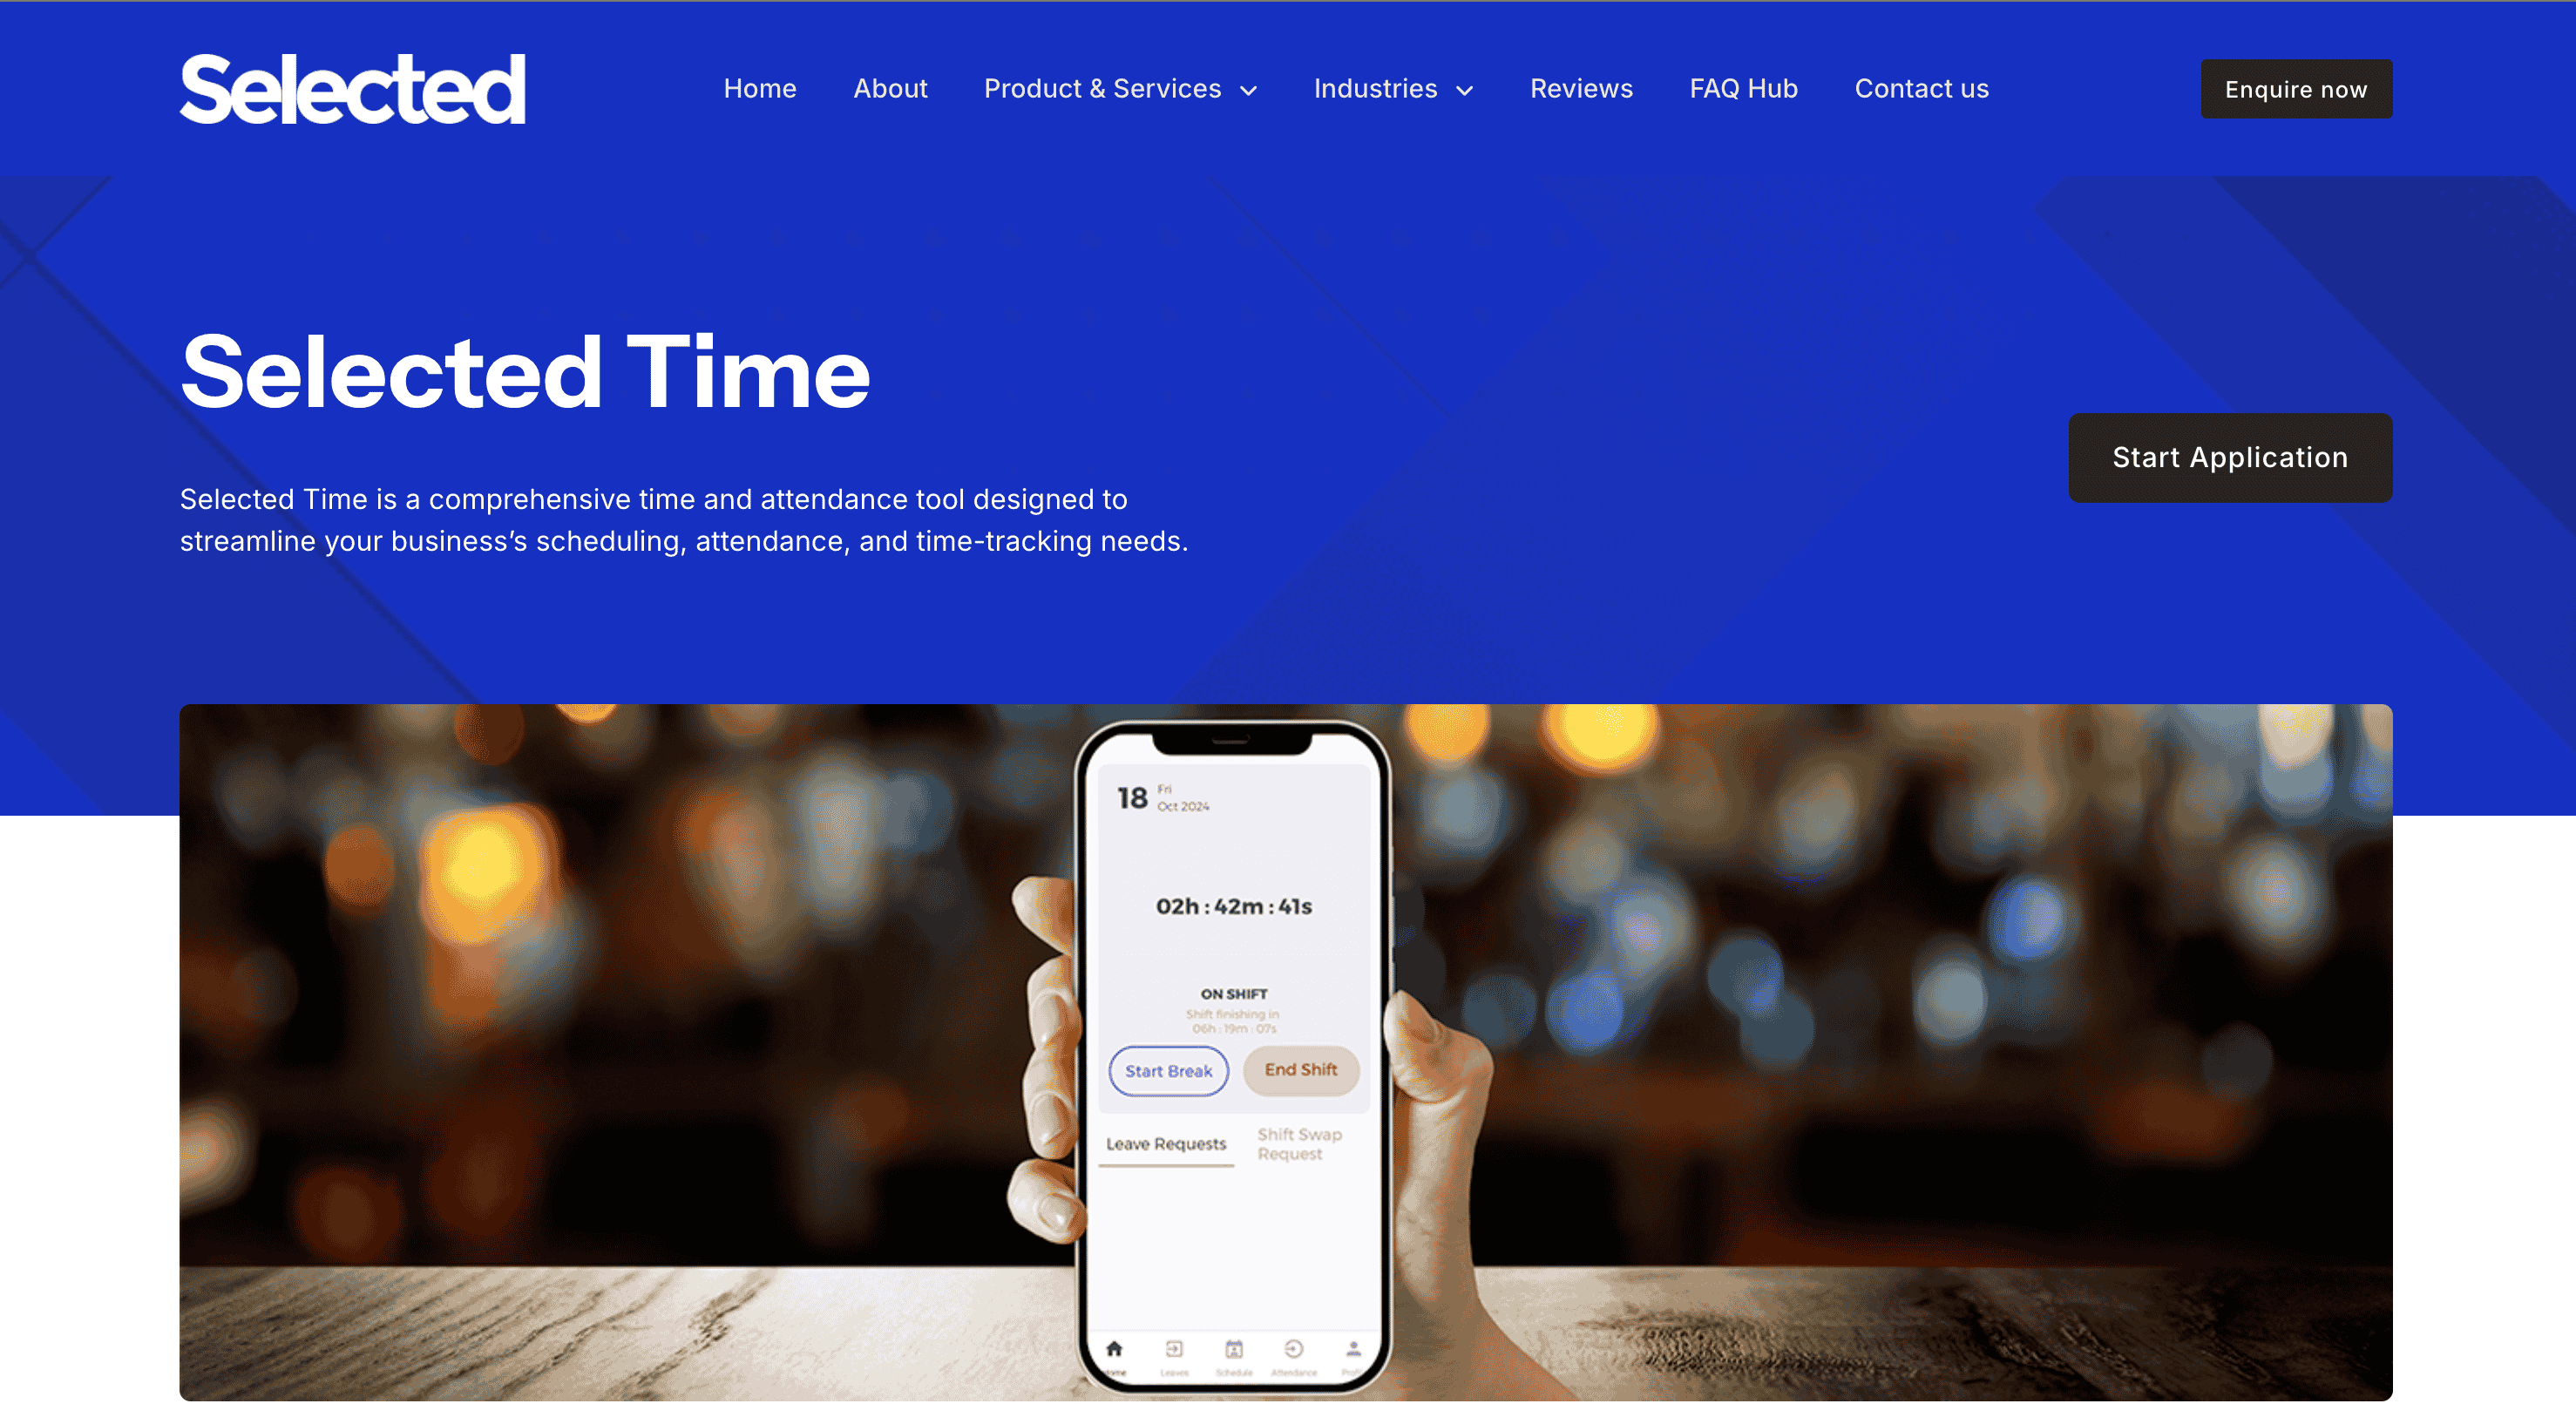 Selected
Home About Product & Services Industries Reviews FAQ Hub Contact us Enquire now
Selected Time
Start Application
Selected Time is a comprehensive time and attendance tool designed to
streamline your business’s scheduling, attendance, and time-tracking needs.
18 Fri
Oct 2024
02h : 42m : 41s
ON SHIFT
Shift finishing in
06h : 19m : 07s
Start Break End Shift
Leave Requests Shift Swap
Request
Leaves Schedule Attendance